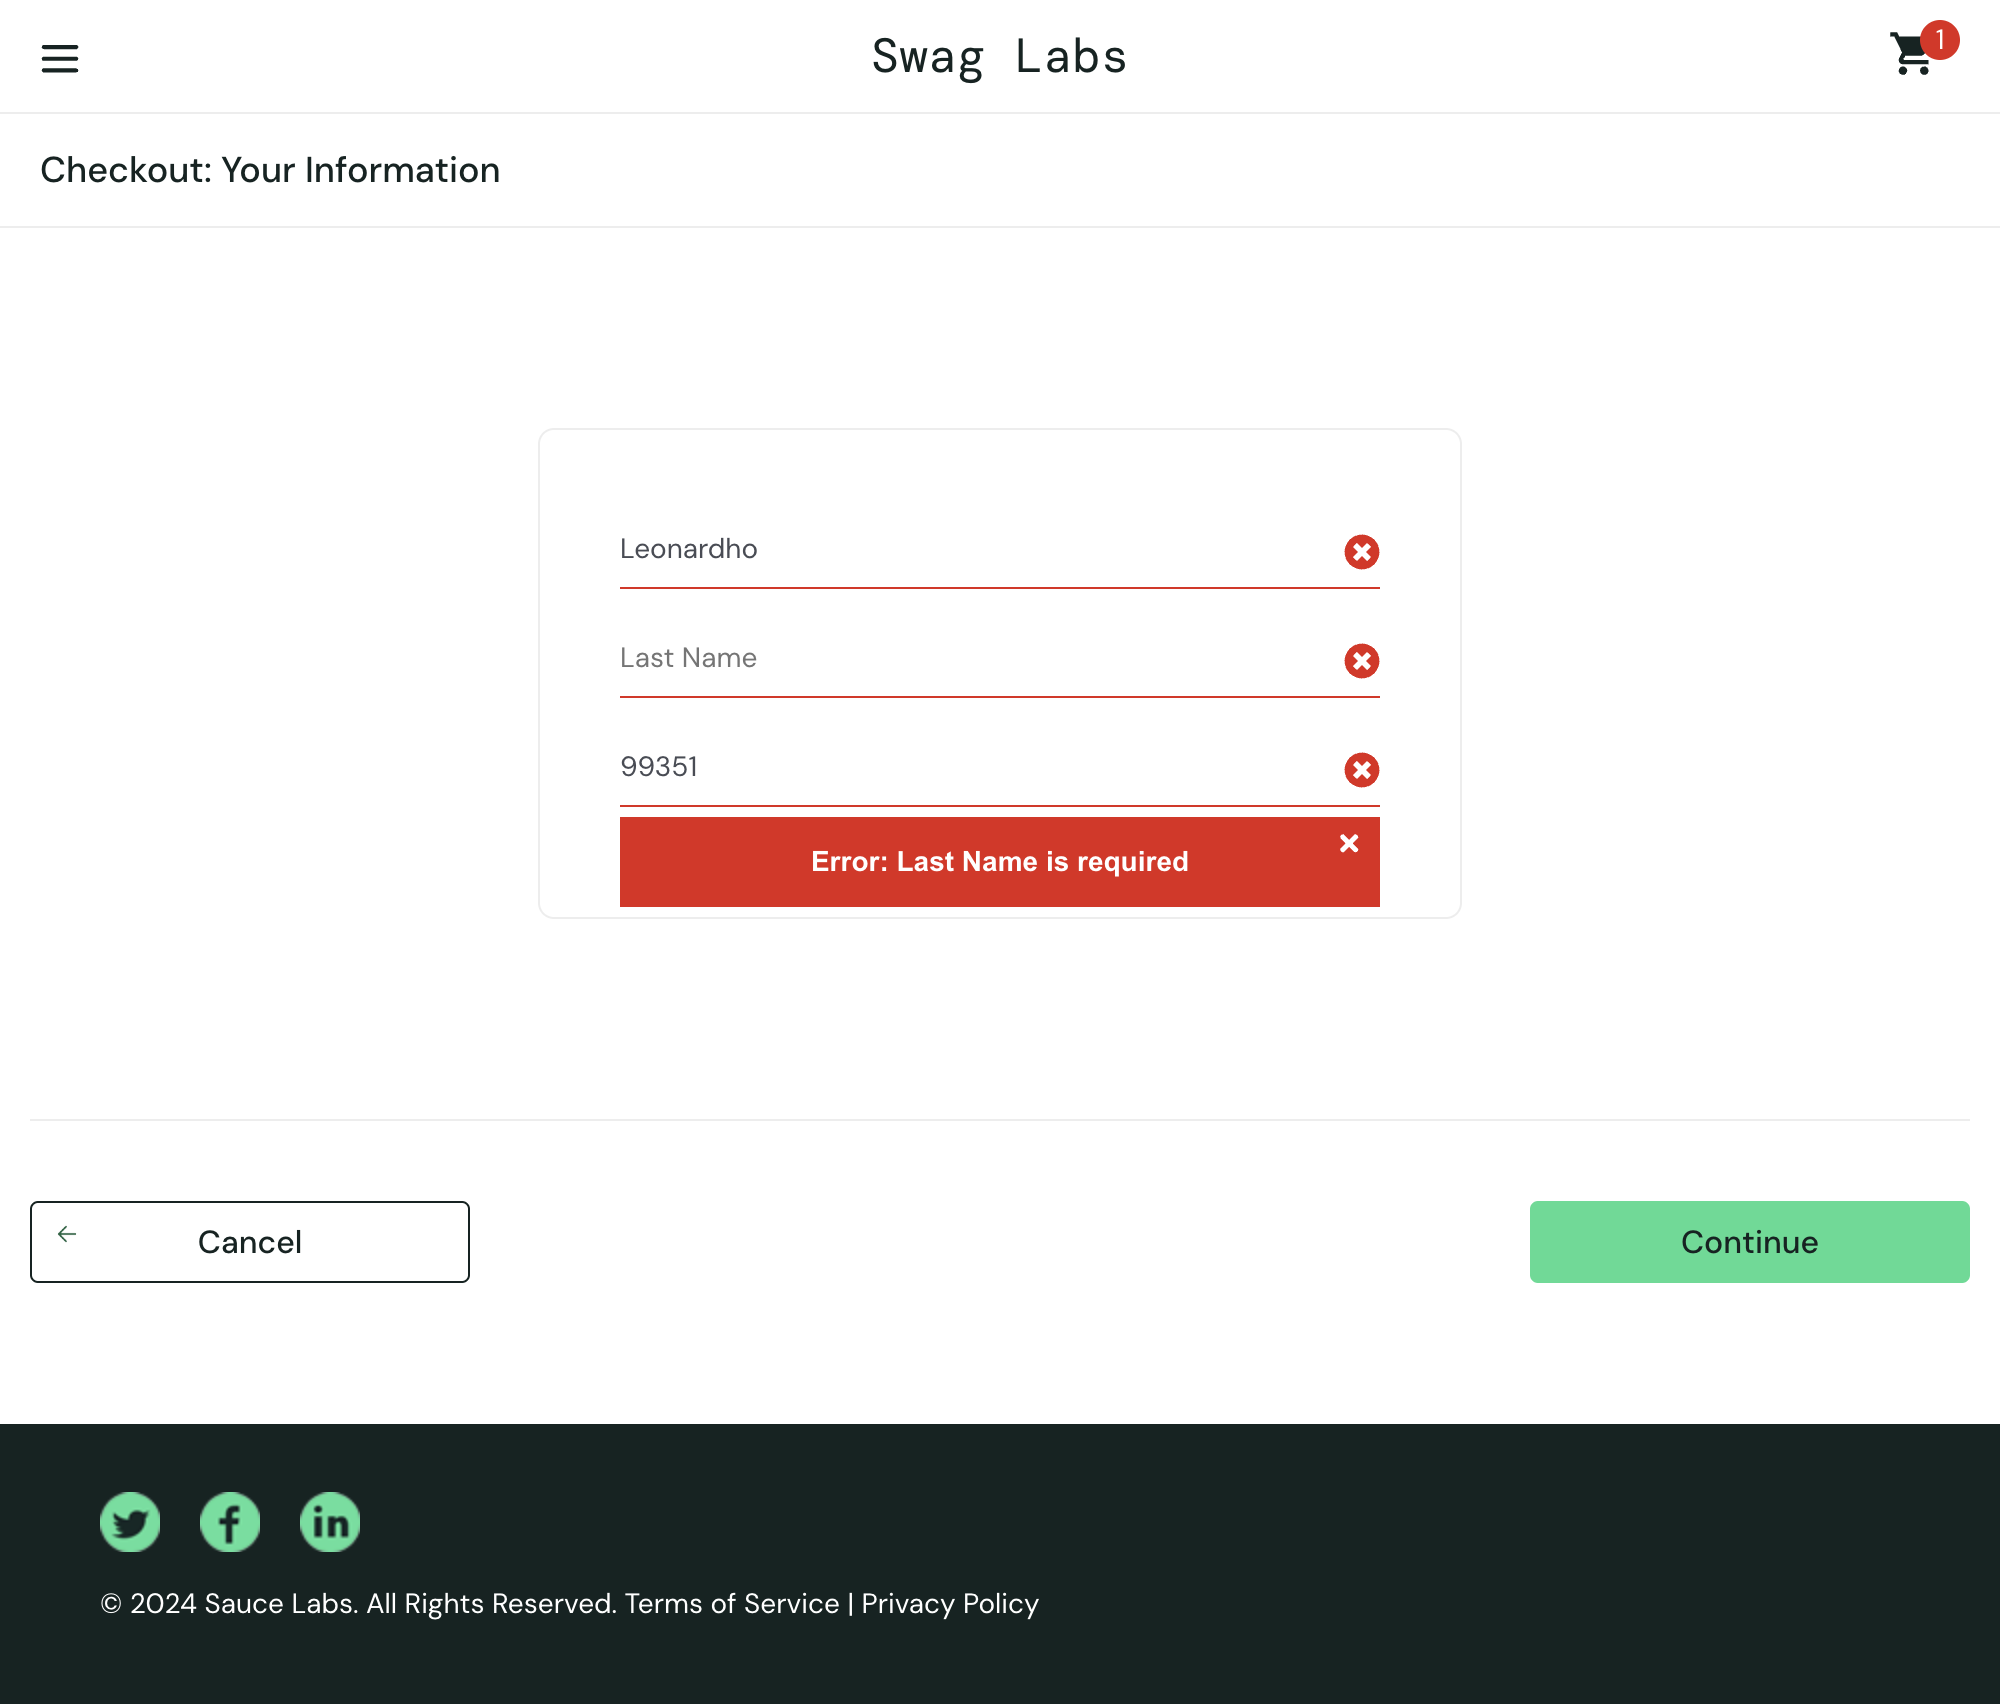 Swag Labs
1
Checkout: Your Information
Leonardho
Last Name
99351
Error: Last Name is required
Cancel
Continue
© 2024 Sauce Labs. All Rights Reserved. Terms of Service | Privacy Policy